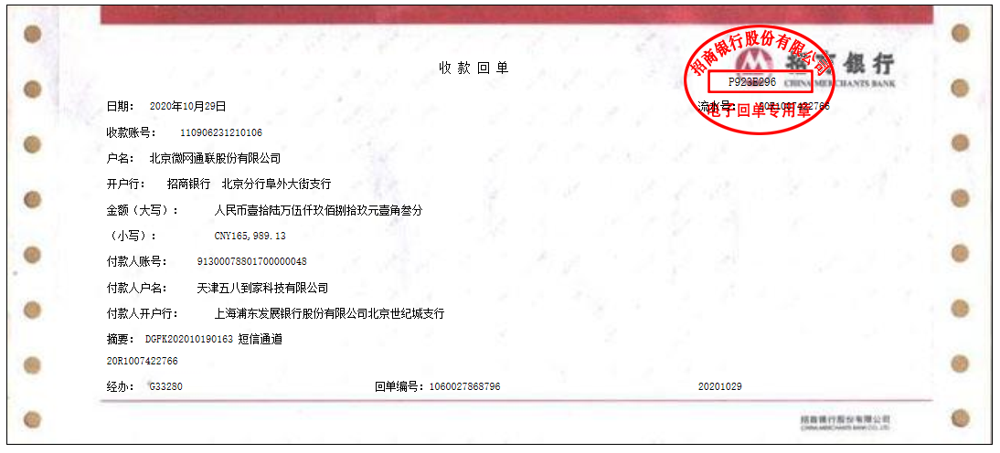 招商银行股份有限公司
招商银行
P923B296
CHINA MERCHANTS BANK
收款回单
日期: 2020年10月29日 流水号:
电子回单专用章
收款账号: 110906231210106
户名: 北京微网通联股份有限公司
开户行: 招商银行 北京分行阜外大街支行
金额(大写): 人民币壹拾陆万伍仟玖佰捌拾玖元壹角叁分
(小写): CNY165,989.13
付款人账号: 91300078801700000048
付款人户名: 天津五八到家科技有限公司
付款人开户行: 上海浦东发展银行股份有限公司北京世纪城支行
摘要: DGFK202010190163 短信通道
20R1007422766
经办: G33280 回单编号:1060027868796 20201029
招商银行股份有限公司
CHINA MERCHANTS BANK CO., LTD.